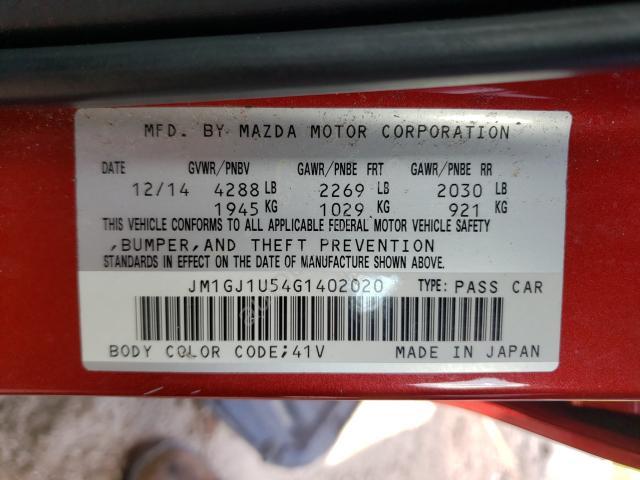 MFD. BY MAZDA MOTOR CORPORATION
DATE GVWR/PNBV GAWR/PNBE FRT GAWR/PNBE RR
12/14 4288 LB 2269 LB 2030 LB
1945 KG 1029 KG 921 KG
THIS VEHICLE CONFORMS TO ALL APPLICABLE FEDERAL MOTOR VEHICLE SAFETY
,BUMPER,AND THEFT PREVENTION
STANDARDS IN EFFECT ON THE DATE OF MANUFACTURE SHOWN ABOVE.
JM1GJ1U54G1402020 TYPE: PASS CAR
BODY COLOR CODE;41V MADE IN JAPAN